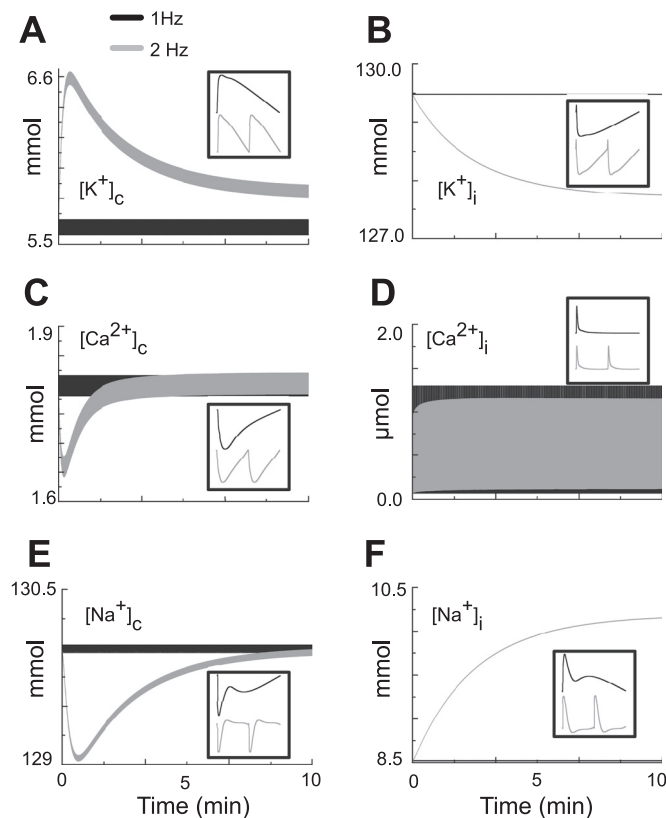 A
1Hz
2 Hz
B
6.6
mmol
5.5
[K+]c
130.0
mmol
127.0
[K+]i
C
1.9
mmol
1.6
[Ca2+]c
D
2.0
μmol
0.0
[Ca2+]i
E
130.5
mmol
129
[Na+]c
0
5
10
Time (min)
F
10.5
mmol
8.5
[Na+]i
0
5
10
Time (min)